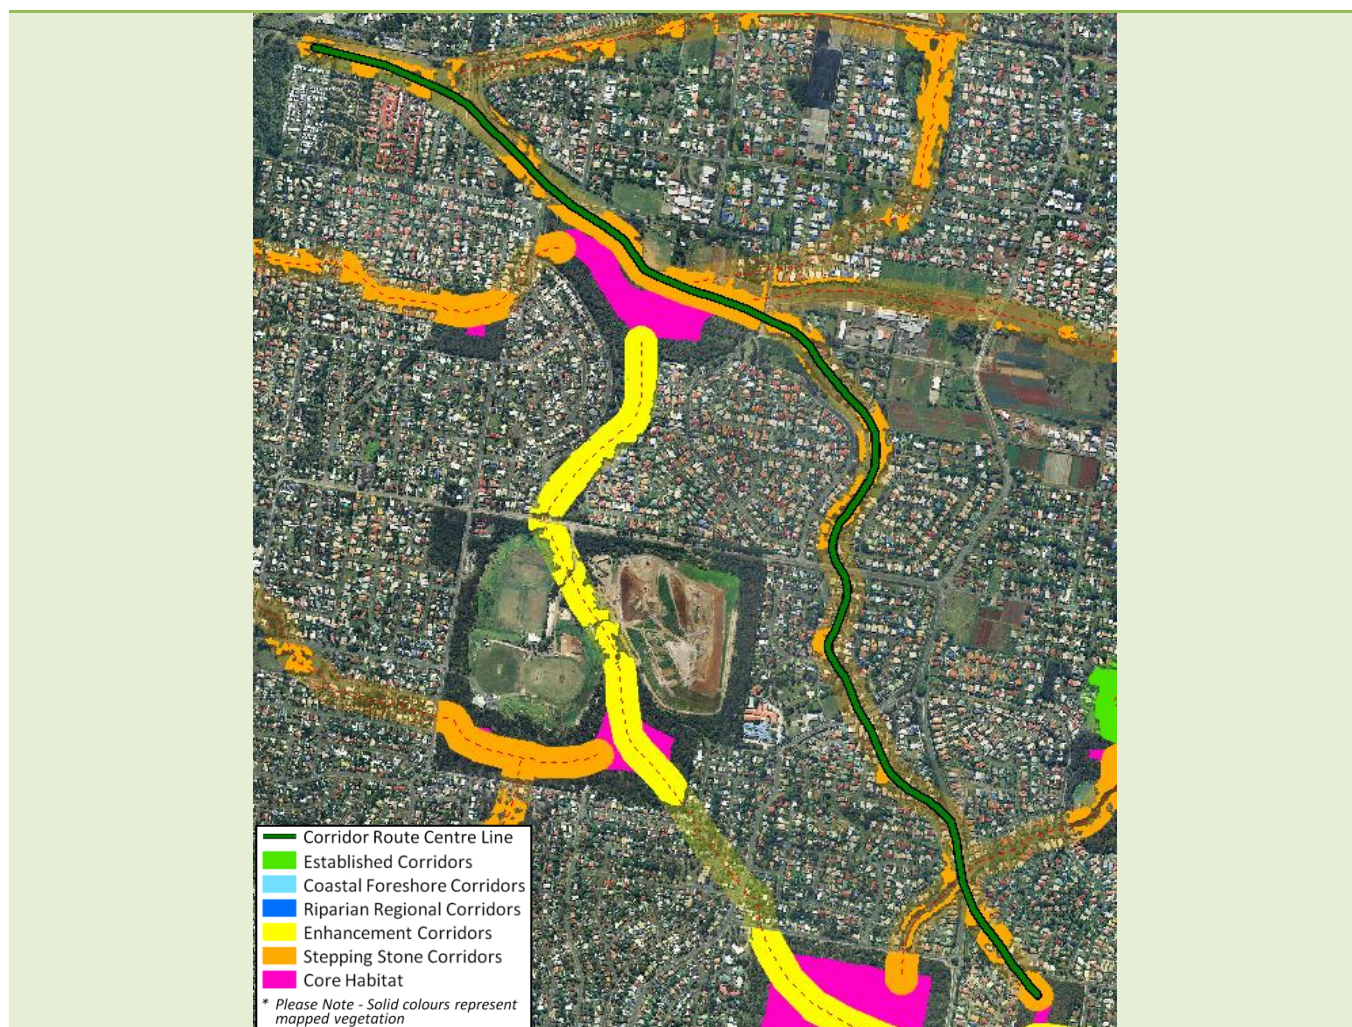 Corridor Route Centre Line
Established Corridors
Coastal Foreshore Corridors
Riparian Regional Corridors
Enhancement Corridors
Stepping Stone Corridors
Core Habitat
* Please Note - Solid colours represent
mapped vegetation